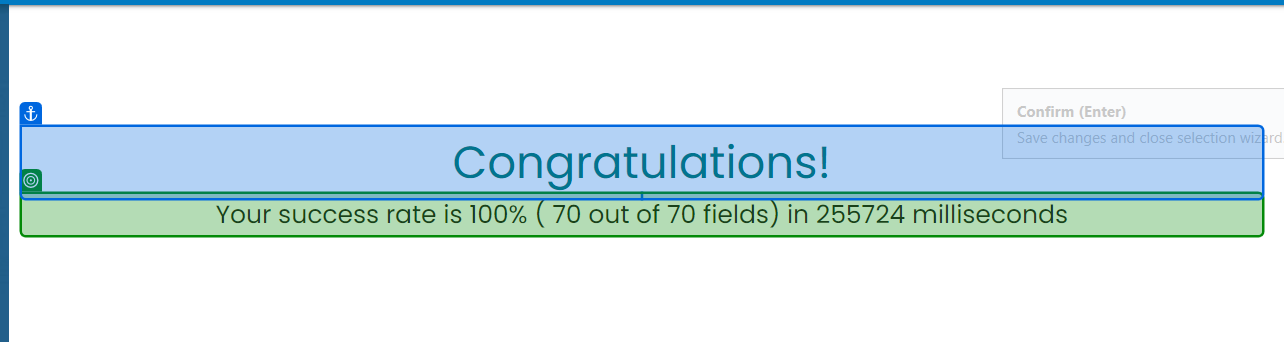 Confirm (Enter)
Save changes and close selection wizard
Congratulations!
Your success rate is 100% ( 70 out of 70 fields) in 255724 milliseconds